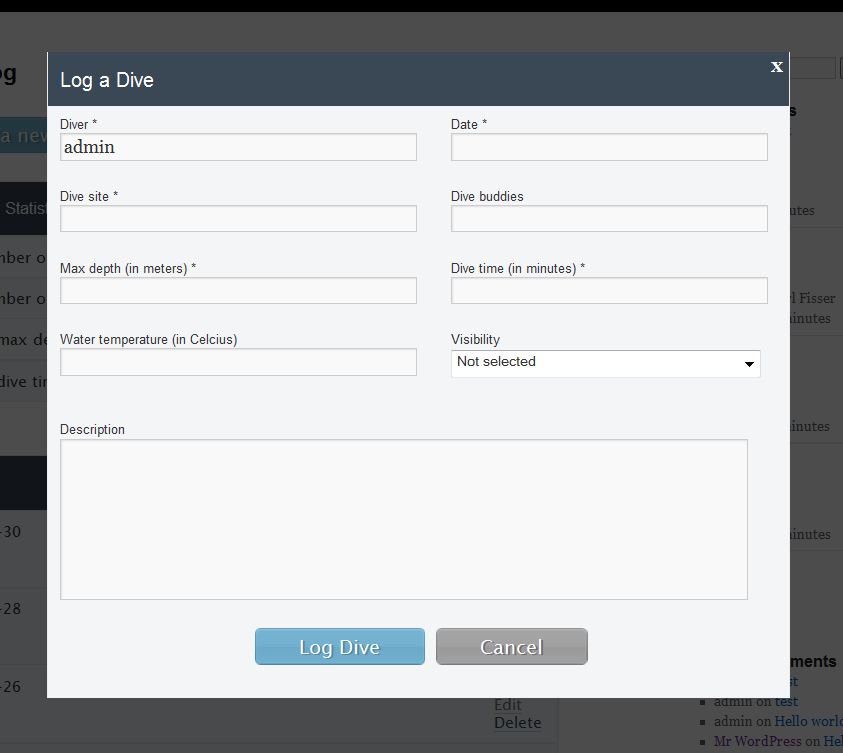 Log a Dive
x
Diver *
Date *
admin
Dive site *
Dive buddies
Max depth (in meters) *
Dive time (in minutes) *
Water temperature (in Celcius)
Visibility
Not selected
Description
Log Dive
Cancel
og
a new
Statist
mber o
mber o
max de
dive tin
-30
-28
-26
Edit
Delete
utes
rl Fisser
inutes
inutes
inutes
ments
st
admin on test
admin on Hello world
Mr WordPress on Hel